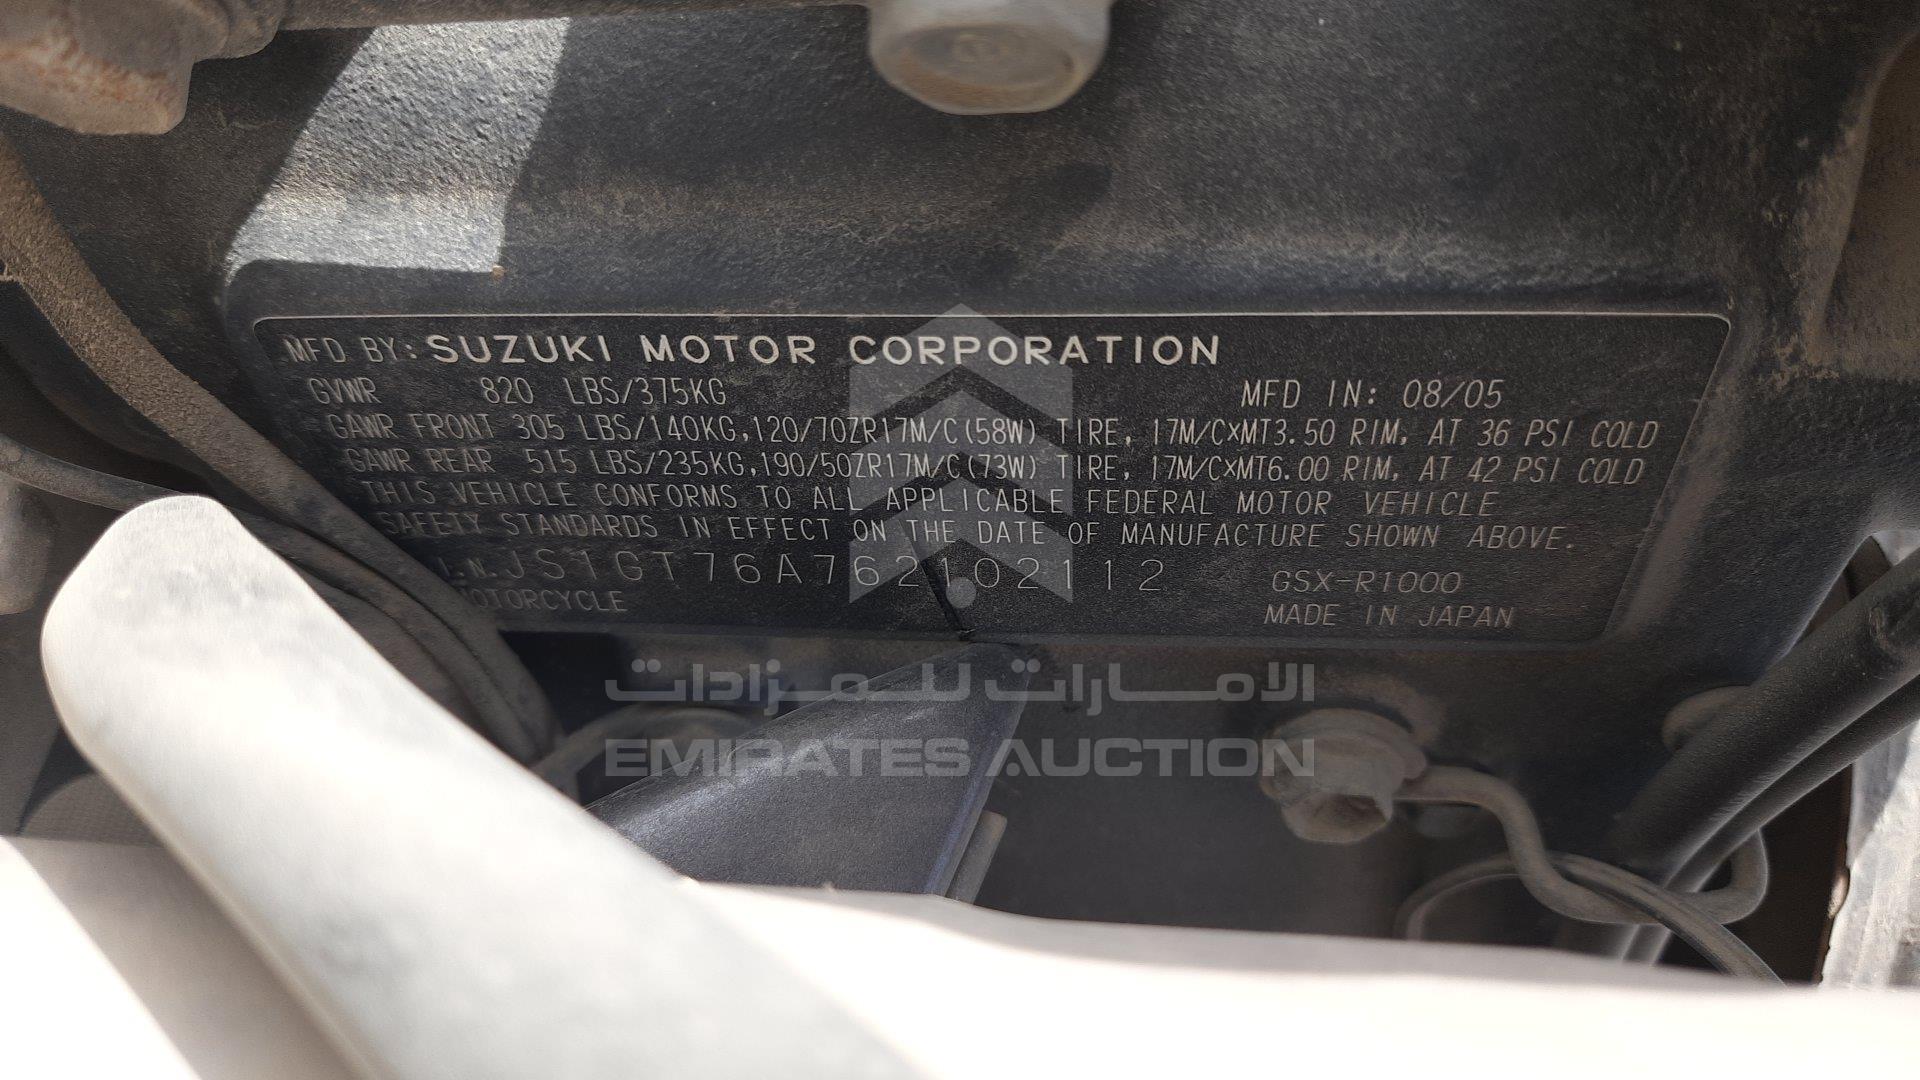 MFD BY: SUZUKI MOTOR CORPORATION
GVWR 820 LBS/375KG MFD IN: 08/05
GAWR FRONT 305 LBS/140KG,120/70ZR17M/C(58W) TIRE, 17M/C×MT3.50 RIM, AT 36 PSI COLD
GAWR REAR 515 LBS/235KG,190/50ZR17M/C(73W) TIRE, 17M/C×MT6.00 RIM, AT 42 PSI COLD
THIS VEHICLE CONFORMS TO ALL APPLICABLE FEDERAL MOTOR VEHICLE
SAFETY STANDARDS IN EFFECT ON THE DATE OF MANUFACTURE SHOWN ABOVE.
I.N. JS1GT76A762102112 GSX-R1000
MOTORCYCLE MADE IN JAPAN
الامارات للمزادات
EMIRATES AUCTION